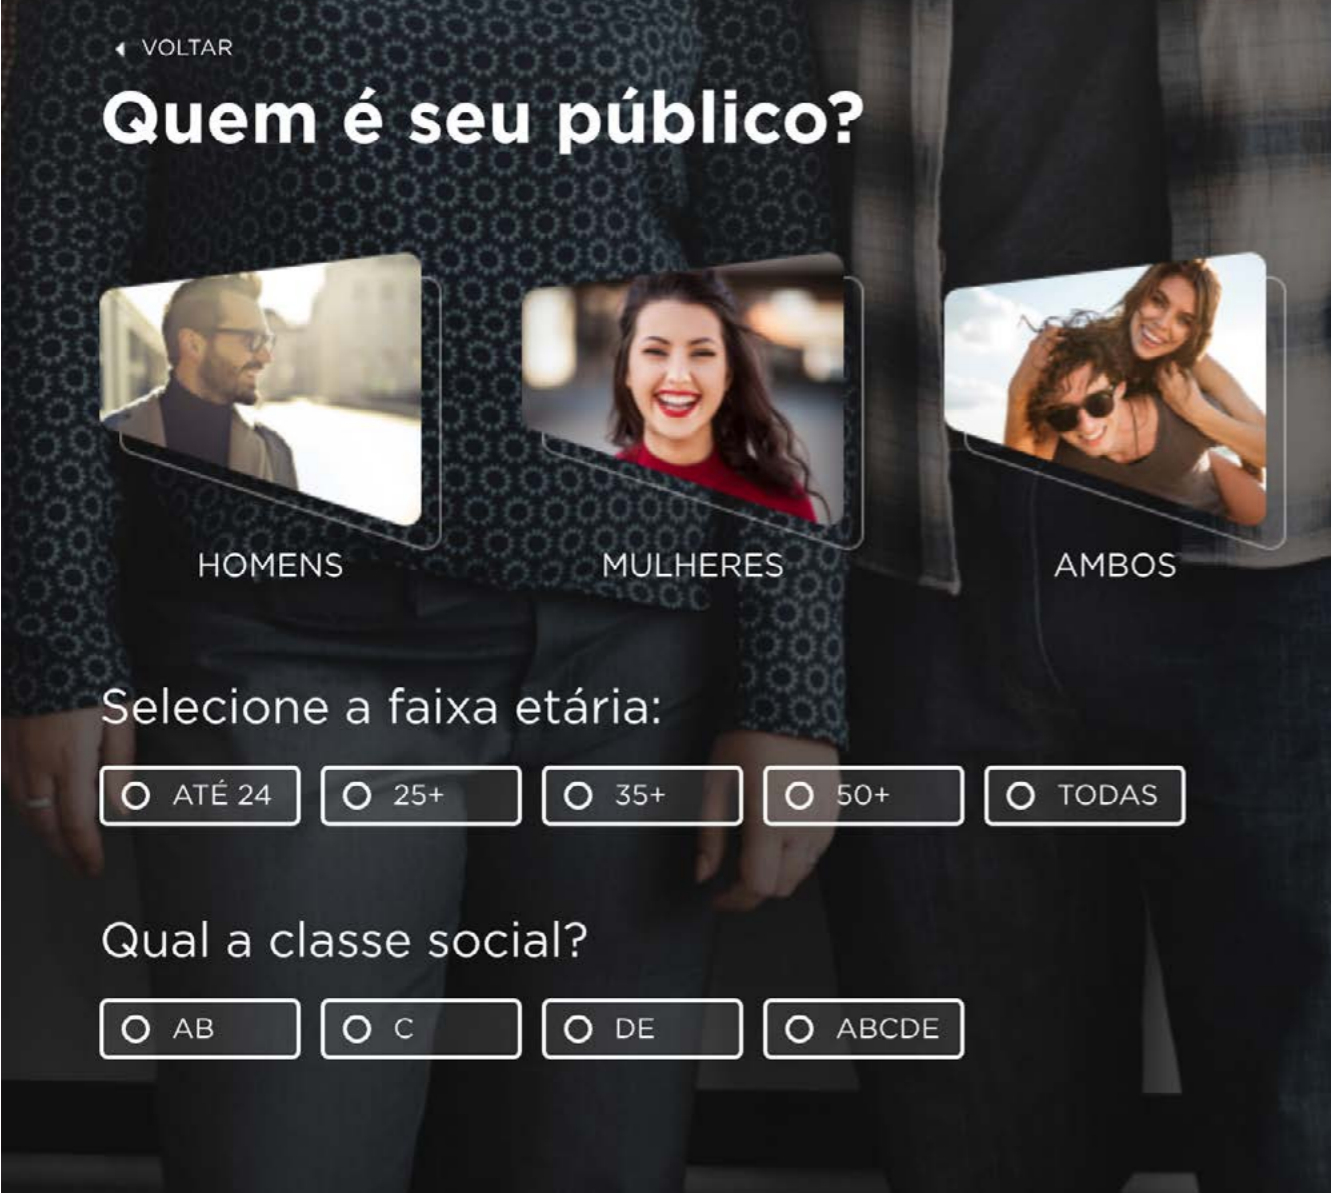 VOLTAR
Quem é seu público?
HOMENS
MULHERES
AMBOS
Selecione a faixa etária:
ATÉ 24
25+
35+
50+
TODAS
Qual a classe social?
AB
C
DE
ABCDE